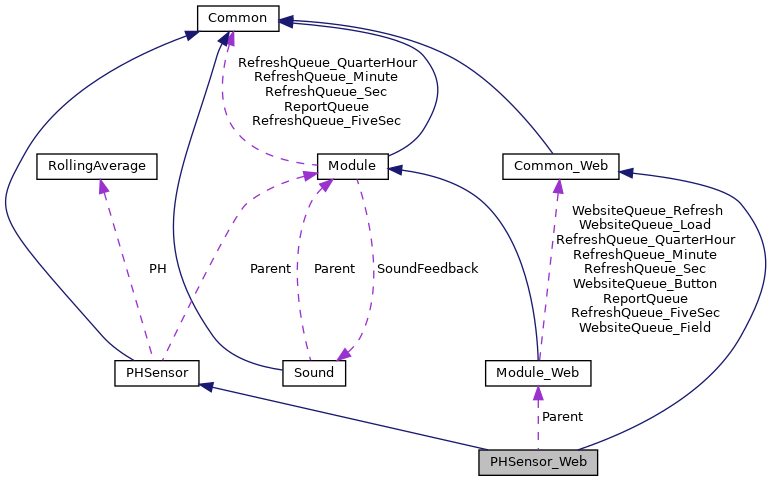 Common
RefreshQueue_QuarterHour
RefreshQueue_Minute
RefreshQueue_Sec
ReportQueue
RefreshQueue_FiveSec
RollingAverage
Module
Common_Web
WebsiteQueue_Refresh
WebsiteQueue_Load
RefreshQueue_QuarterHour
RefreshQueue_Minute
RefreshQueue_Sec
WebsiteQueue_Button
ReportQueue
RefreshQueue_FiveSec
WebsiteQueue_Field
PH
Parent
Parent
SoundFeedback
PHSensor
Sound
Module_Web
Parent
PHSensor_Web